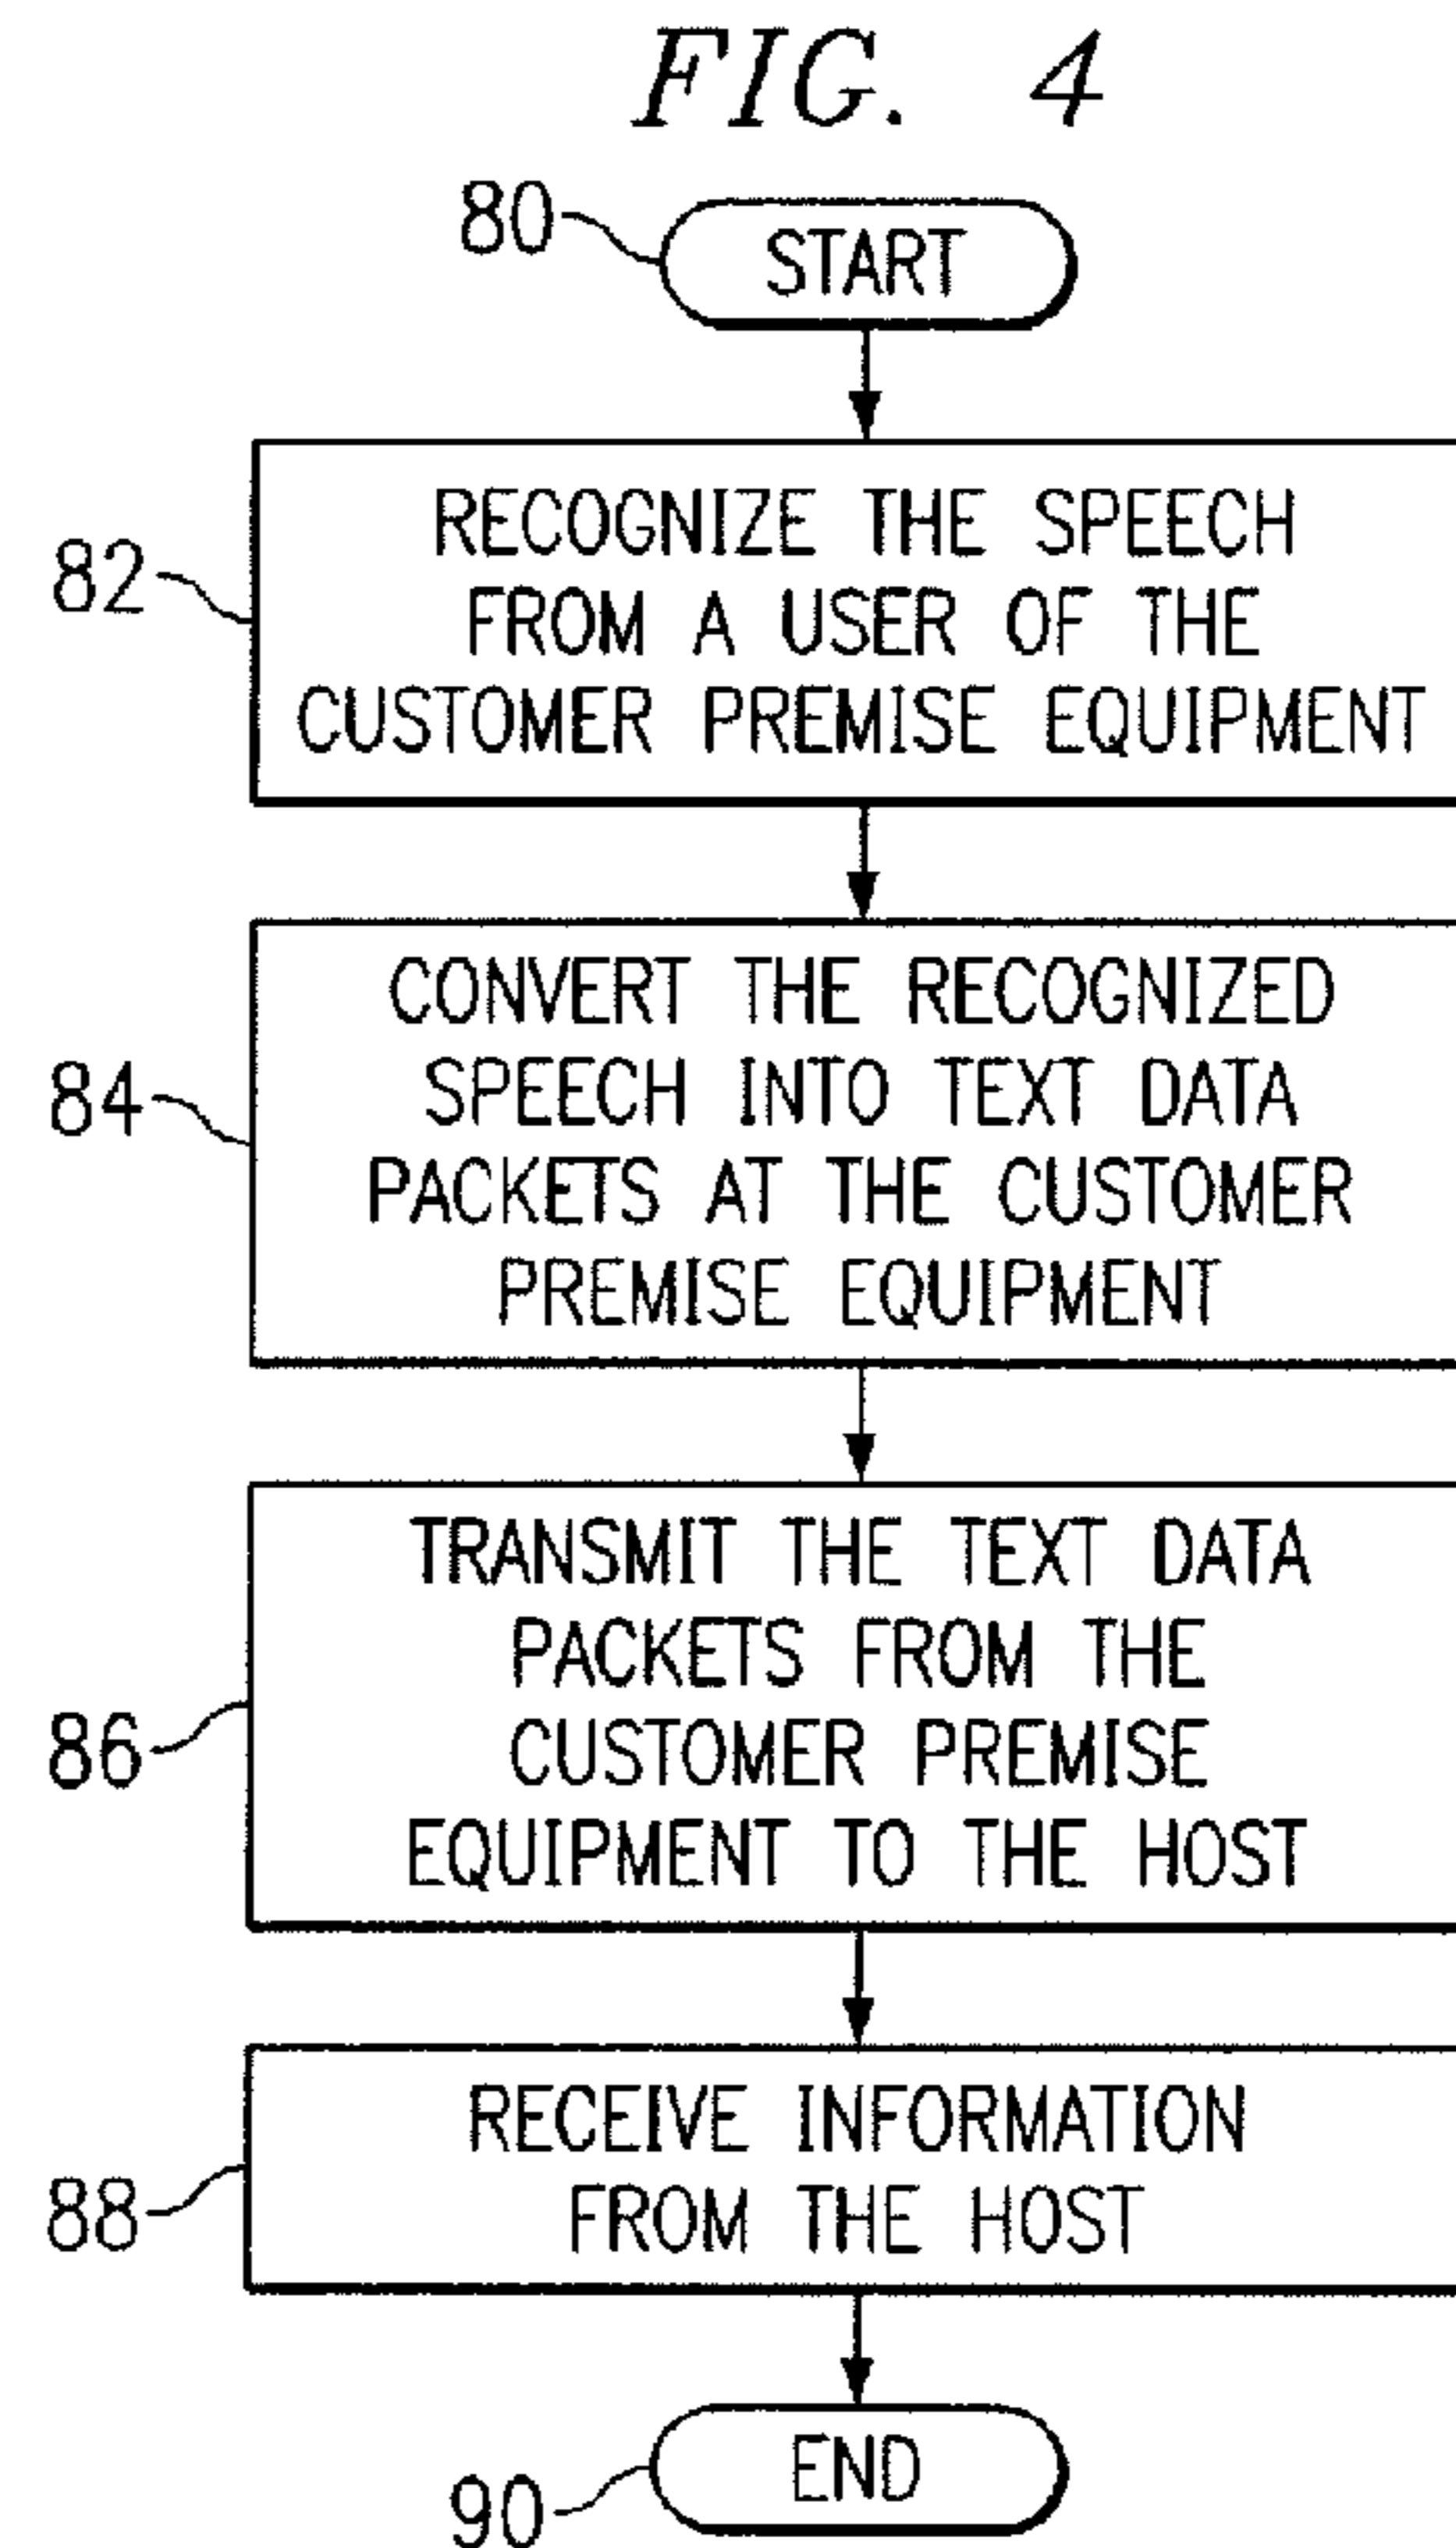 FIG. 4
80
START
82
RECOGNIZE THE SPEECH
FROM A USER OF THE
CUSTOMER PREMISE EQUIPMENT
84
CONVERT THE RECOGNIZED
SPEECH INTO TEXT DATA
PACKETS AT THE CUSTOMER
PREMISE EQUIPMENT
86
TRANSMIT THE TEXT DATA
PACKETS FROM THE
CUSTOMER PREMISE
EQUIPMENT TO THE HOST
88
RECEIVE INFORMATION
FROM THE HOST
90
END